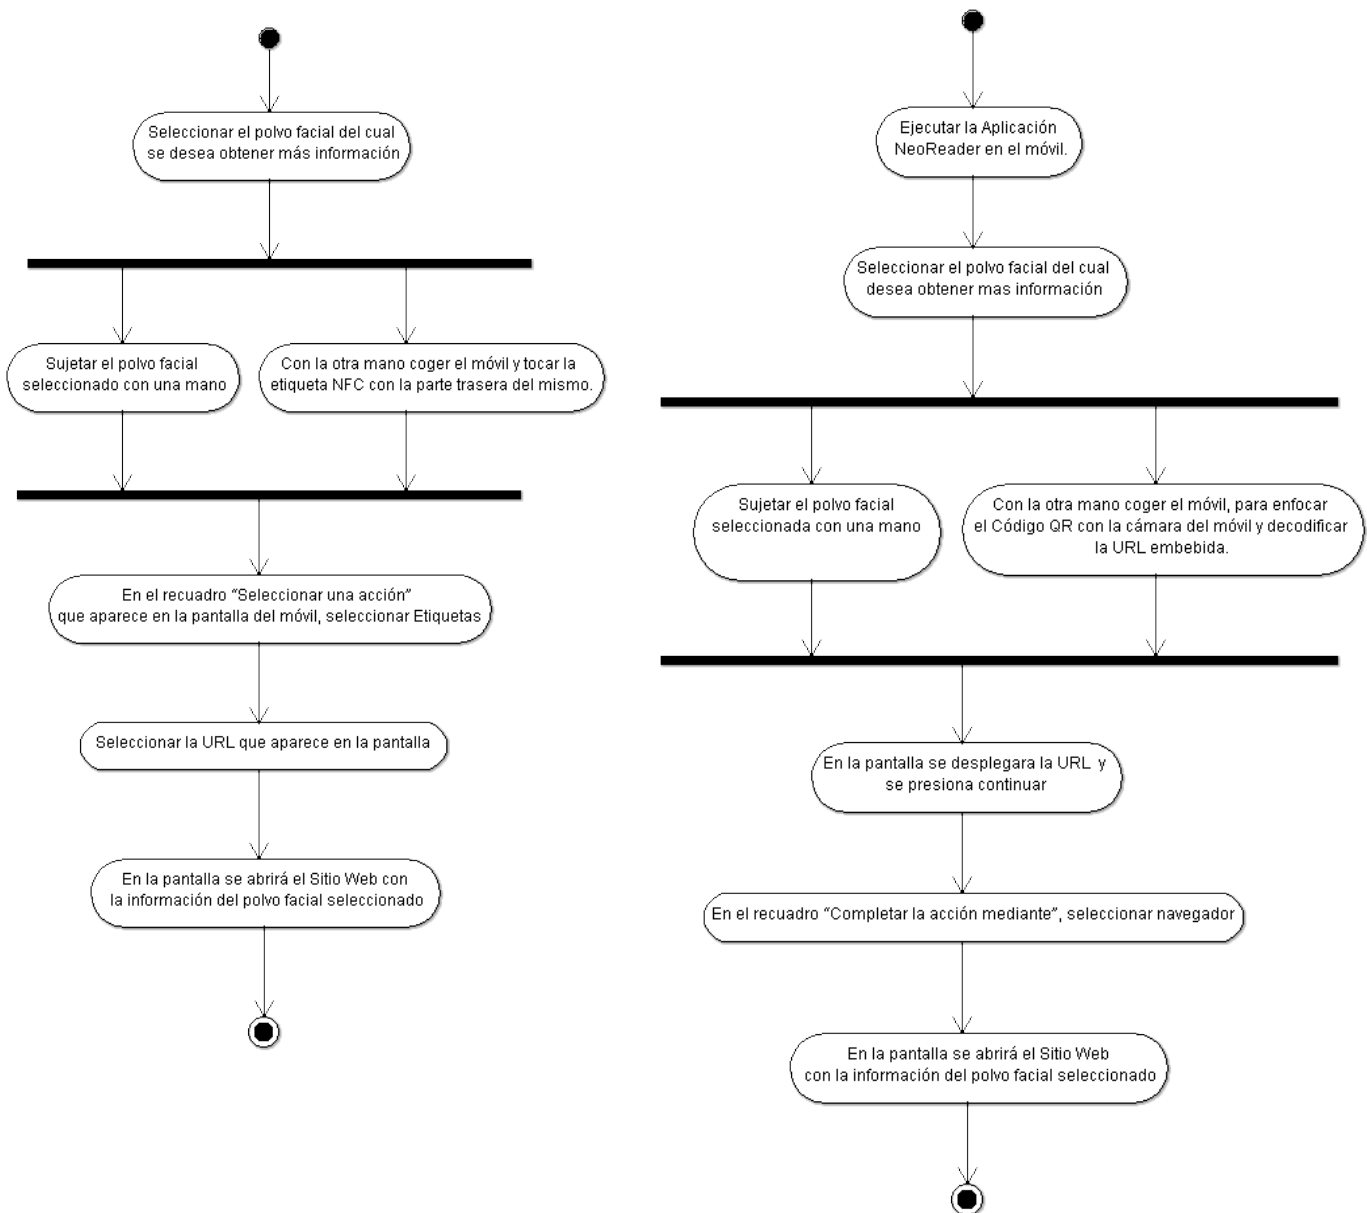 Seleccionar el polvo facial del cual
se desea obtener más información
Sujetar el polvo facial
seleccionado con una mano
Con la otra mano coger el móvil y tocar la
etiqueta NFC con la parte trasera del mismo.
En el recuadro “Seleccionar una acción”
que aparece en la pantalla del móvil, seleccionar Etiquetas
Seleccionar la URL que aparece en la pantalla
En la pantalla se abrirá el Sitio Web con
la información del polvo facial seleccionado
Ejecutar la Aplicación
NeoReader en el móvil.
Seleccionar el polvo facial del cual
desea obtener mas información
Sujetar el polvo facial
seleccionada con una mano
Con la otra mano coger el móvil, para enfocar
el Código QR con la cámara del móvil y decodificar
la URL embebida.
En la pantalla se desplegara la URL y
se presiona continuar
En el recuadro “Completar la acción mediante”, seleccionar navegador
En la pantalla se abrirá el Sitio Web
con la información del polvo facial seleccionado